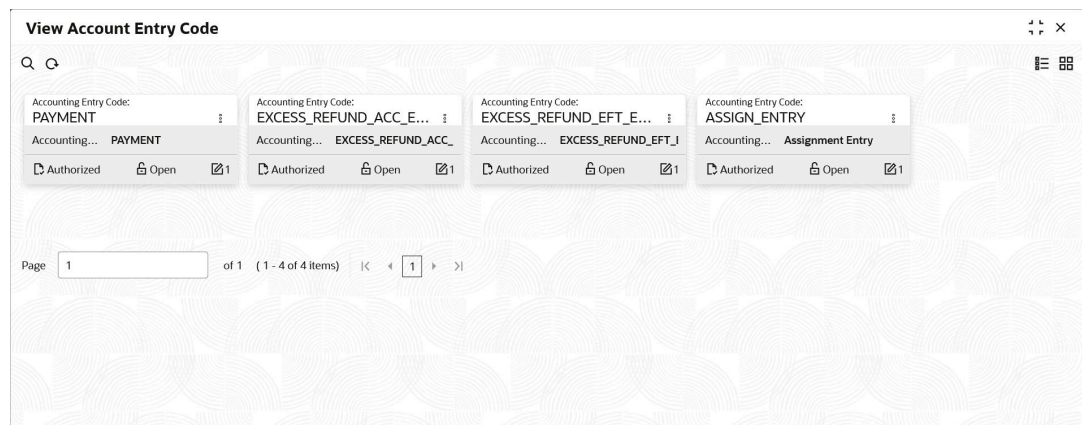 View Account Entry Code
Accounting Entry Code: Accounting Entry Code: Accounting Entry Code: Accounting Entry Code:
PAYMENT EXCESS_REFUND_ACC_E... EXCESS_REFUND_EFT_E... ASSIGN_ENTRY
Accounting... PAYMENT Accounting... EXCESS_REFUND_ACC_ Accounting... EXCESS_REFUND_EFT_I Accounting... Assignment Entry
Authorized Open 1 Authorized Open 1 Authorized Open 1 Authorized Open 1
Page 1 of 1 ( 1 - 4 of 4 items) 1